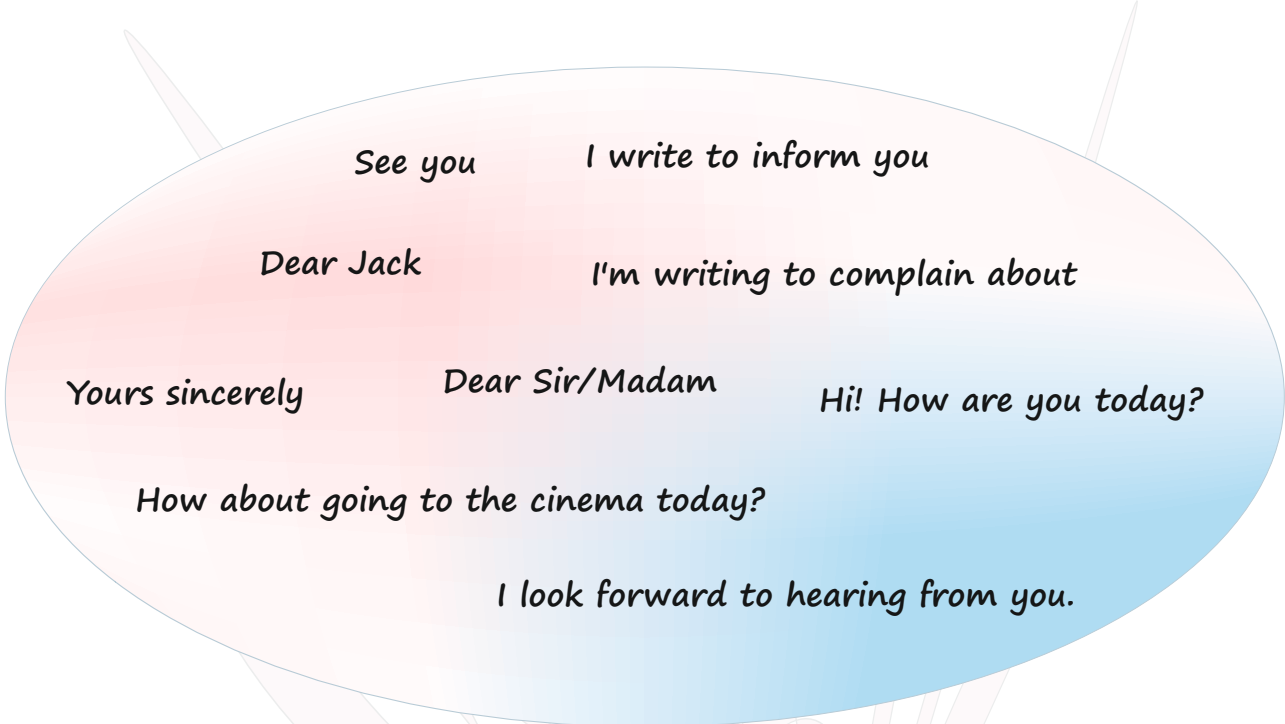 See you
I write to inform you
Dear Jack
I'm writing to complain about
Yours sincerely
Dear Sir/Madam
Hi! How are you today?
How about going to the cinema today?
I look forward to hearing from you.